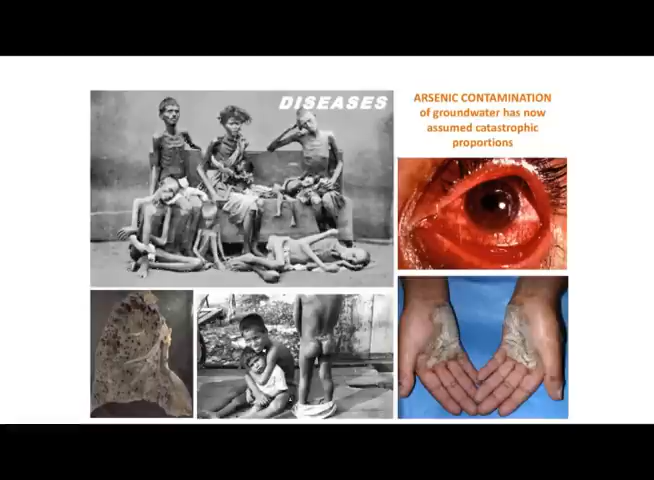 DISEASES
ARSENIC CONTAMINATION
of groundwater has now
assumed catastrophic
proportions